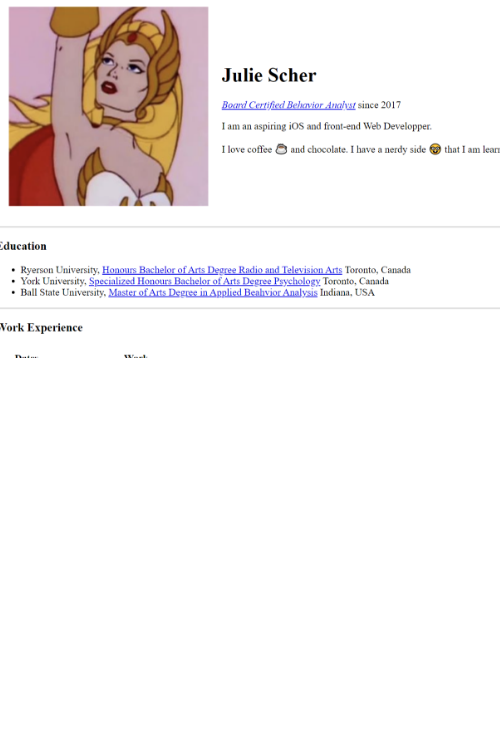 Julie Scher
Board Certified Behavior Analyst since 2017
I am an aspiring iOS and front-end Web Developper.
I love coffee ☕ and chocolate. I have a nerdy side 🤓 that I am learn
Education
Ryerson University, Honours Bachelor of Arts Degree Radio and Television Arts Toronto, Canada
York University, Specialized Honours Bachelor of Arts Degree Psychology Toronto, Canada
Ball State University, Master of Arts Degree in Applied Beahvior Analysis Indiana, USA
Work Experience
Dates Work